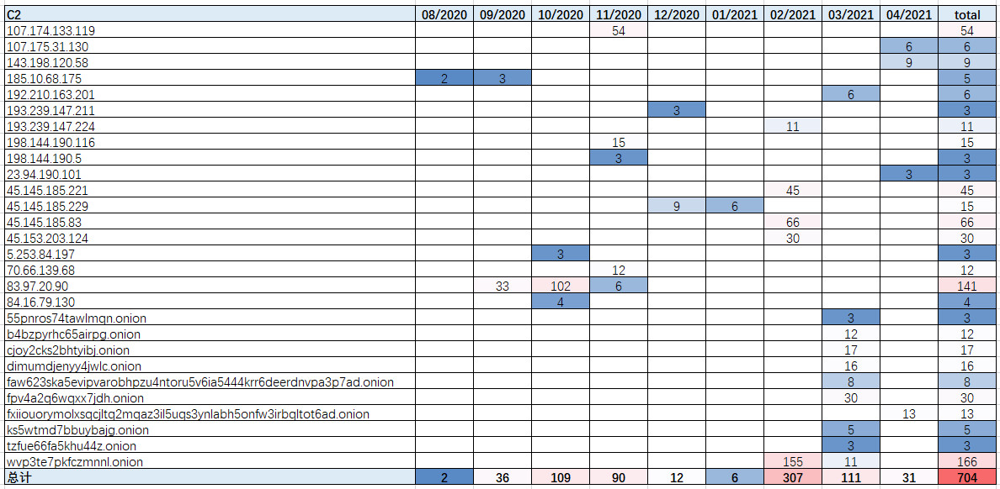 C2 08/2020 09/2020 10/2020 11/2020 12/2020 01/2021 02/2021 03/2021 04/2021 total
107.174.133.119 54 54
107.175.31.130 6 6
143.198.120.58 9 9
185.10.68.175 2 3 5
192.210.163.201 6 6
193.239.147.211 3 3
193.239.147.224 11 11
198.144.190.116 15 15
198.144.190.5 3 3
23.94.190.101 3 3
45.145.185.221 45 45
45.145.185.229 9 6 15
45.145.185.83 66 66
45.153.203.124 30 30
5.253.84.197 3 3
70.66.139.68 12 12
83.97.20.90 33 102 6 141
84.16.79.130 4 4
55pnros74tawlmqn.onion 3 3
b4bzpyrhc65airpg.onion 12 12
cjoy2cks2bhtyibj.onion 17 17
dimumdjenyy4jwlc.onion 16 16
faw623ska5evipvarobhpzu4ntoru5v6ia5444krr6deerdnvpa3p7ad.onion 8 8
fpv4a2q6wqxx7jdh.onion 30 30
fxiiouorymolxsqcjltq2mqaz3il5uqs3ynlabh5onfw3irbqltot6ad.onion 13 13
ks5wtmd7bbuybajg.onion 5 5
tzfue66fa5khu44z.onion 3 3
wvp3te7pkfczmnnl.onion 155 11 166
总计 2 36 109 90 12 6 307 111 31 704